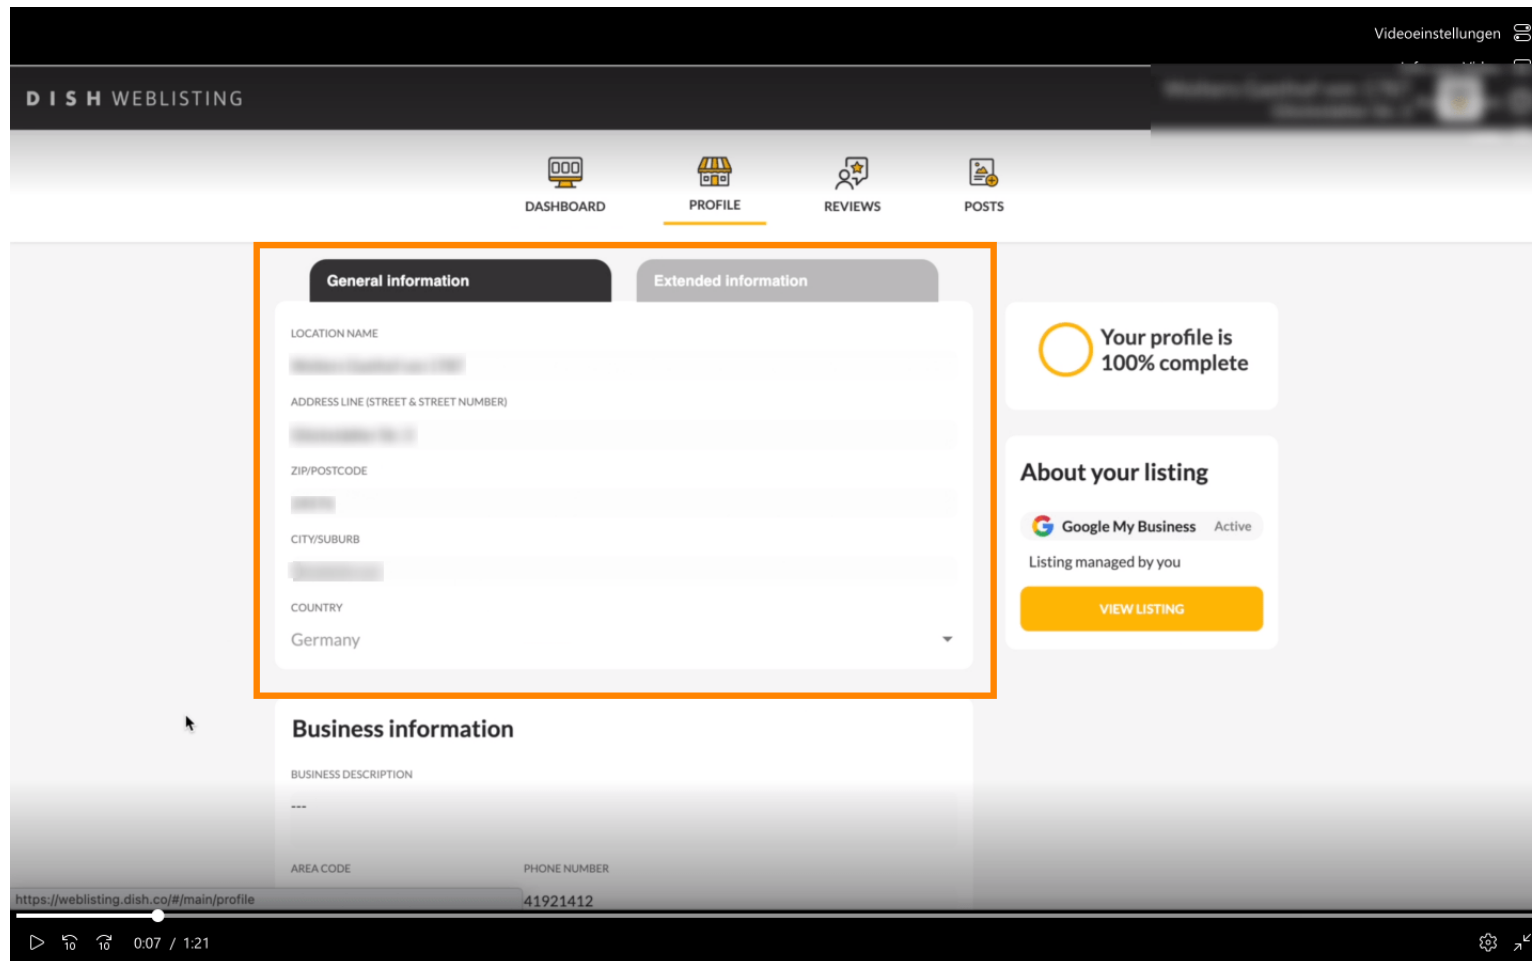 Videoeinstellungen
DISH WEBLISTING
DASHBOARD
PROFILE
REVIEWS
POSTS
General information
Extended information
LOCATION NAME
ADDRESS LINE (STREET & STREET NUMBER)
ZIP/POSTCODE
CITY/SUBURB
COUNTRY
Germany
Your profile is
100% complete
About your listing
Google My Business Active
Listing managed by you
VIEW LISTING
Business information
BUSINESS DESCRIPTION
---
AREA CODE PHONE NUMBER
41921412
https://weblisting.dish.co/#/main/profile
10 10 0:07 / 1:21